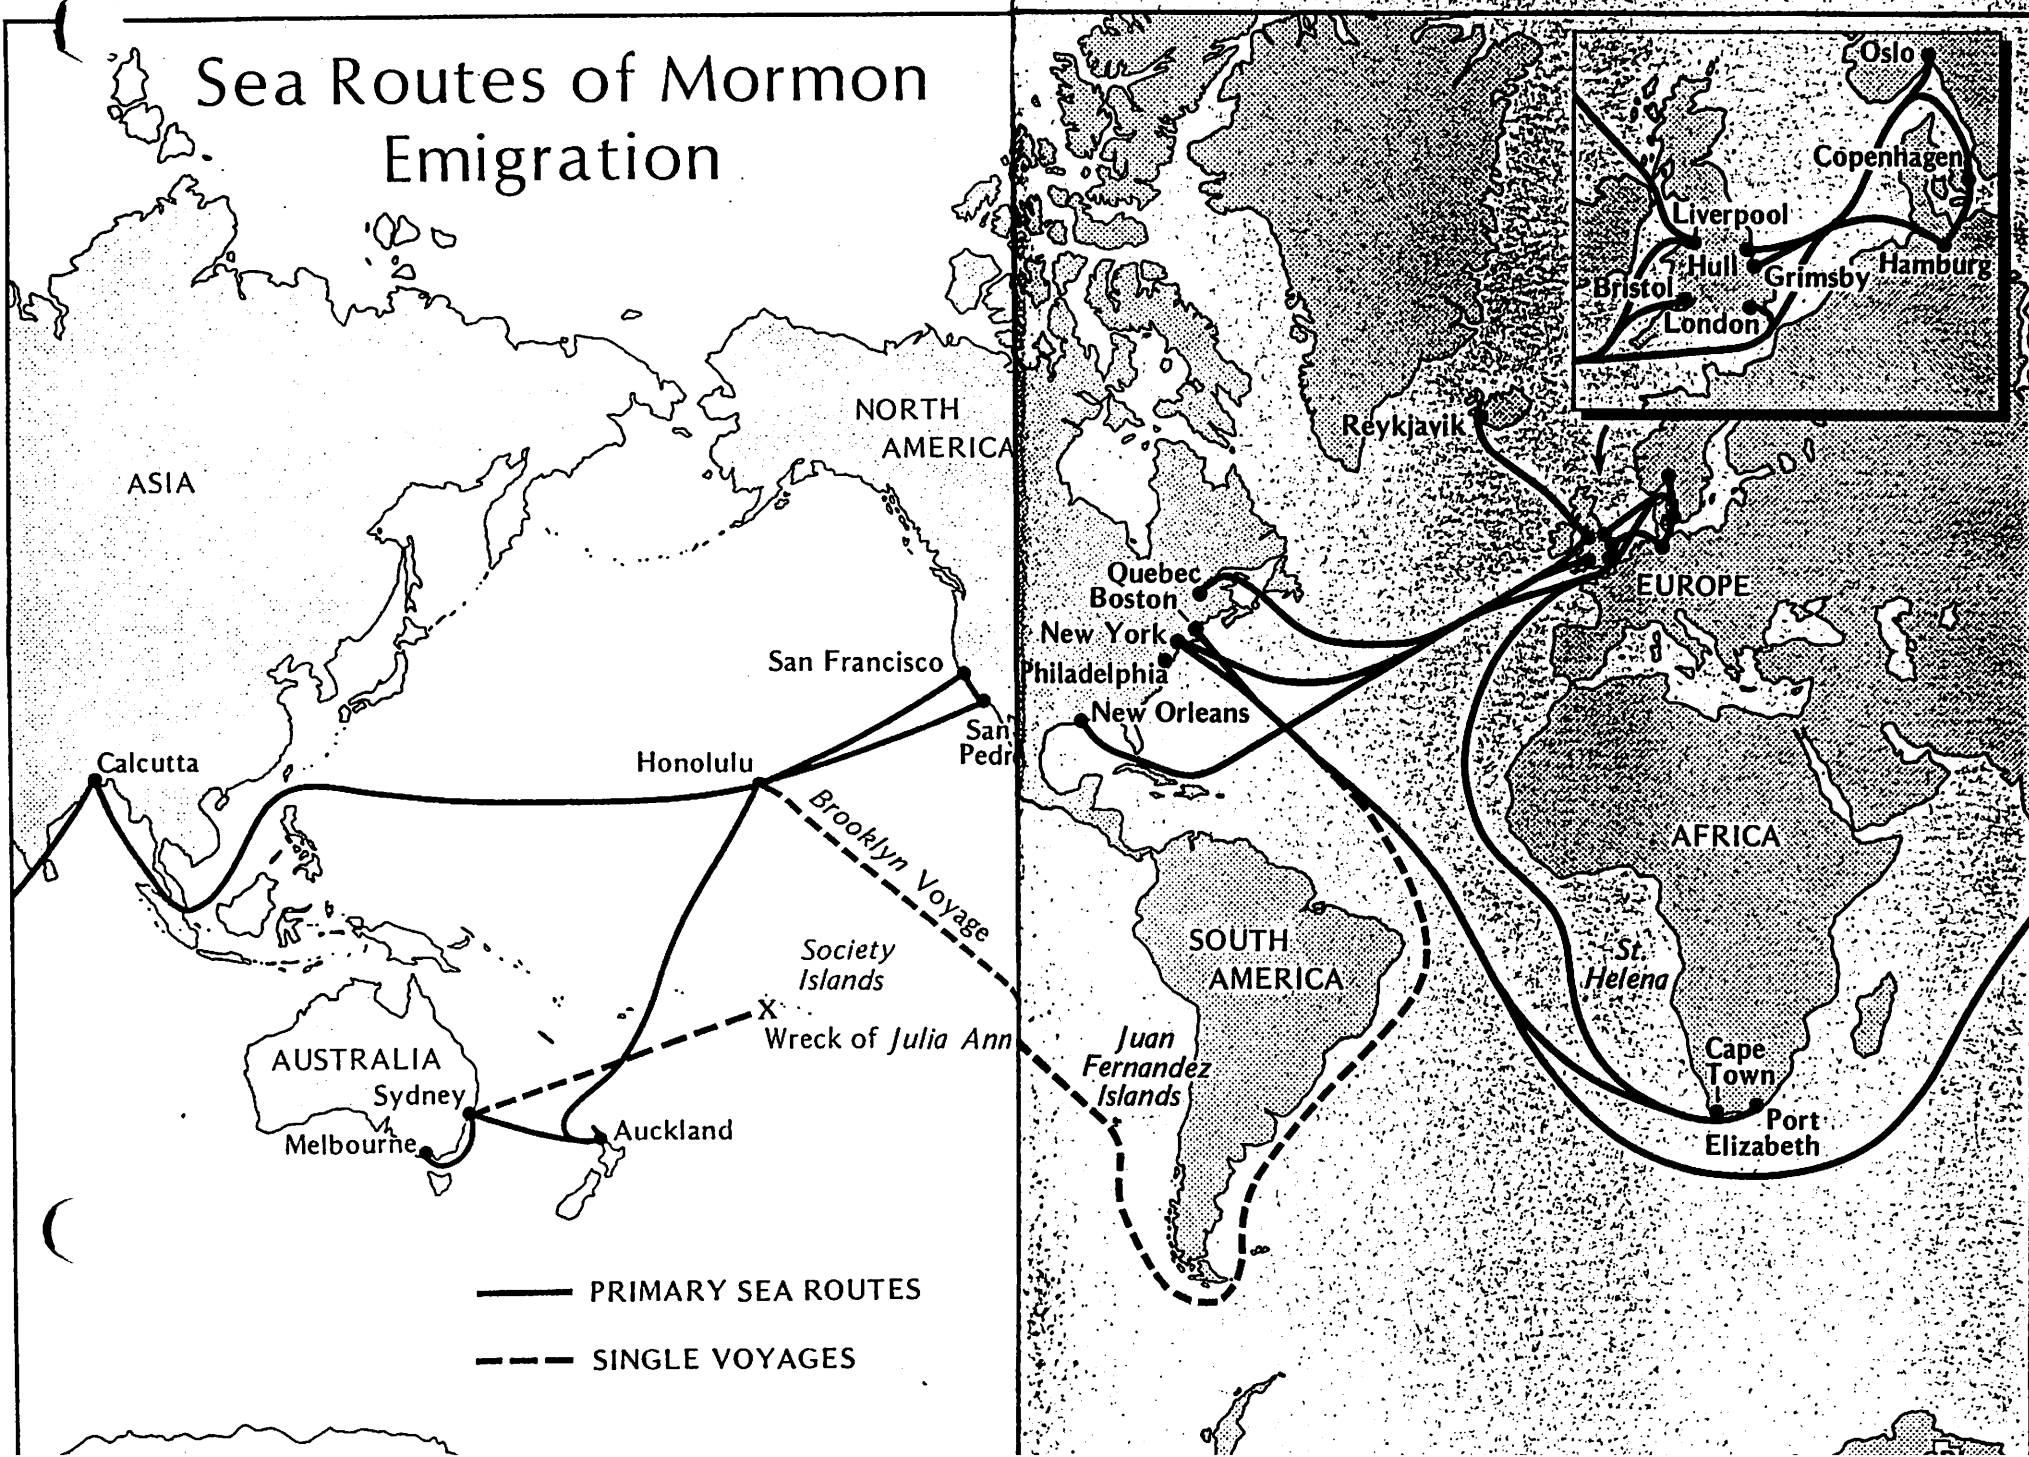 Sea Routes of Mormon
Emigration
ASIA
NORTH
AMERICA
San Francisco
San
Pedr
Calcutta
Honolulu
Brooklyn Voyage
Society
Islands
X
Wreck of Julia Ann
AUSTRALIA
Sydney
Melbourne
Auckland
PRIMARY SEA ROUTES
SINGLE VOYAGES
Oslo
Copenhagen
Liverpool
Hull
Grimsby
Hamburg
Bristol
London
Reykjavik
Quebec
Boston
New York
Philadelphia
New Orleans
EUROPE
AFRICA
SOUTH
AMERICA
St.
Helena
Juan
Fernandez
Islands
Cape
Town
Port
Elizabeth